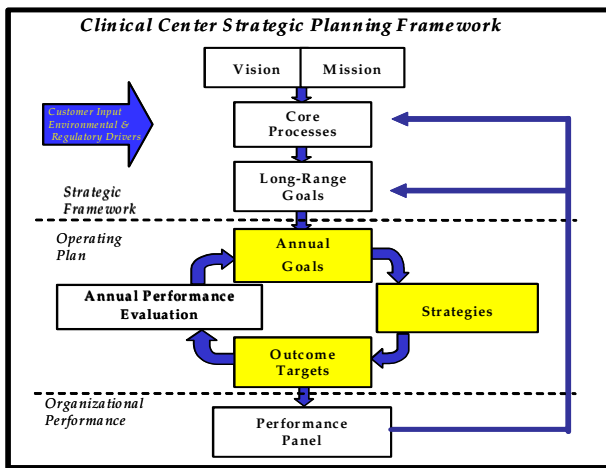 Clinical Center Strategic Planning Framework
Vision
Mission
Customer Input
Environmental &
Regulatory Drivers
Core
Processes
Long-Range
Goals
Strategic
Framework
Operating
Plan
Annual
Goals
Annual Performance
Evaluation
Strategies
Outcome
Targets
Organizational
Performance
Performance
Panel